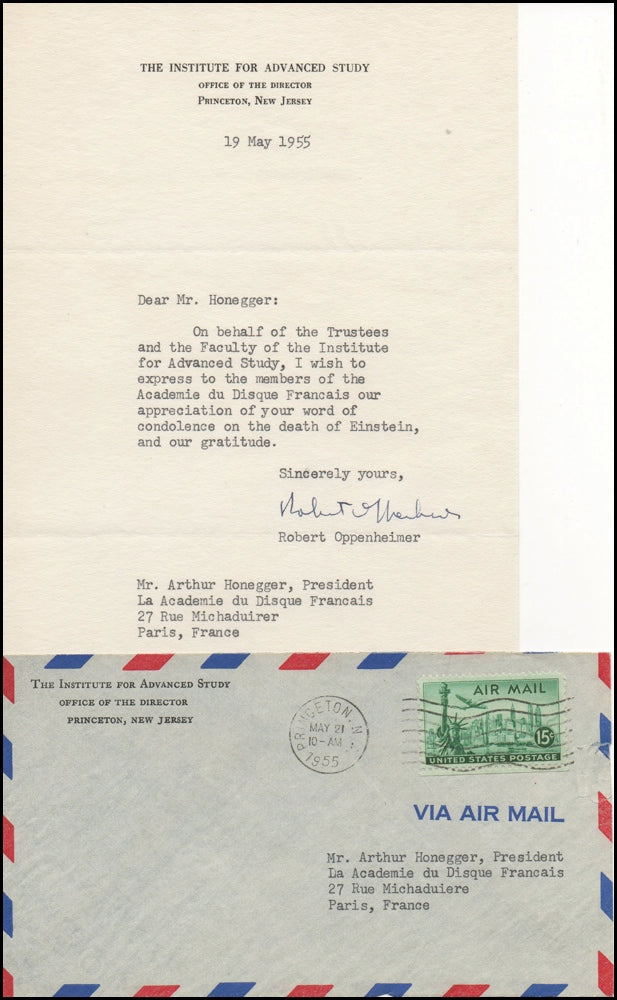 THE INSTITUTE FOR ADVANCED STUDY
OFFICE OF THE DIRECTOR
PRINCETON, NEW JERSEY
19 May 1955
Dear Mr. Honegger:
On behalf of the Trustees
and the Faculty of the Institute
for Advanced Study, I wish to
express to the members of the
Academie du Disque Francais our
appreciation of your word of
condolence on the death of Einstein,
and our gratitude.
Sincerely yours,
Robert Oppenheimer
Robert Oppenheimer
Mr. Arthur Honegger, President
La Academie du Disque Francais
27 Rue Michaduirer
Paris, France
THE INSTITUTE FOR ADVANCED STUDY
OFFICE OF THE DIRECTOR
PRINCETON, NEW JERSEY
PRINCETON, N.J.
MAY 21
10-AM
1955
AIR MAIL
15¢
UNITED STATES POSTAGE
VIA AIR MAIL
Mr. Arthur Honegger, President
La Academie du Disque Francais
27 Rue Michaduiere
Paris, France